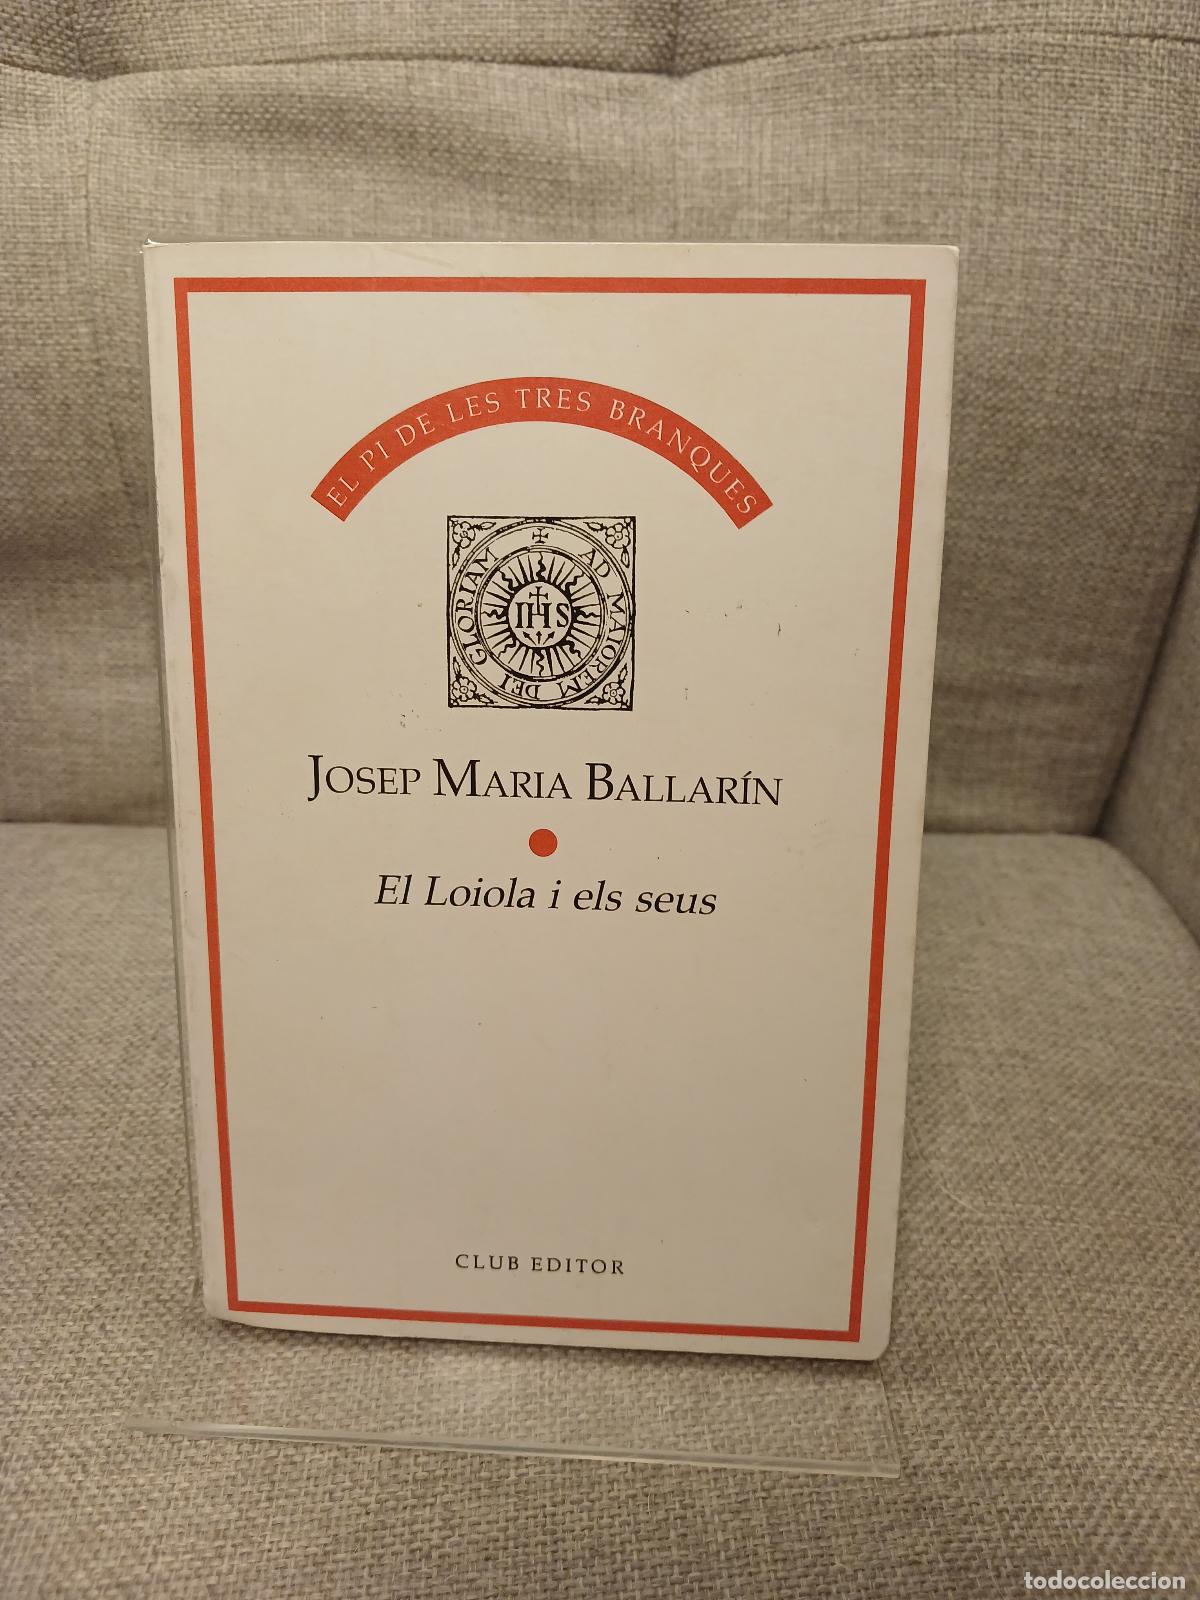 EL PI DE LES TRES BRANQUES
AD MAIOREM DEI GLORIAM
IHS
JOSEP MARIA BALLARÍN
El Loiola i els seus
CLUB EDITOR
todocoleccion